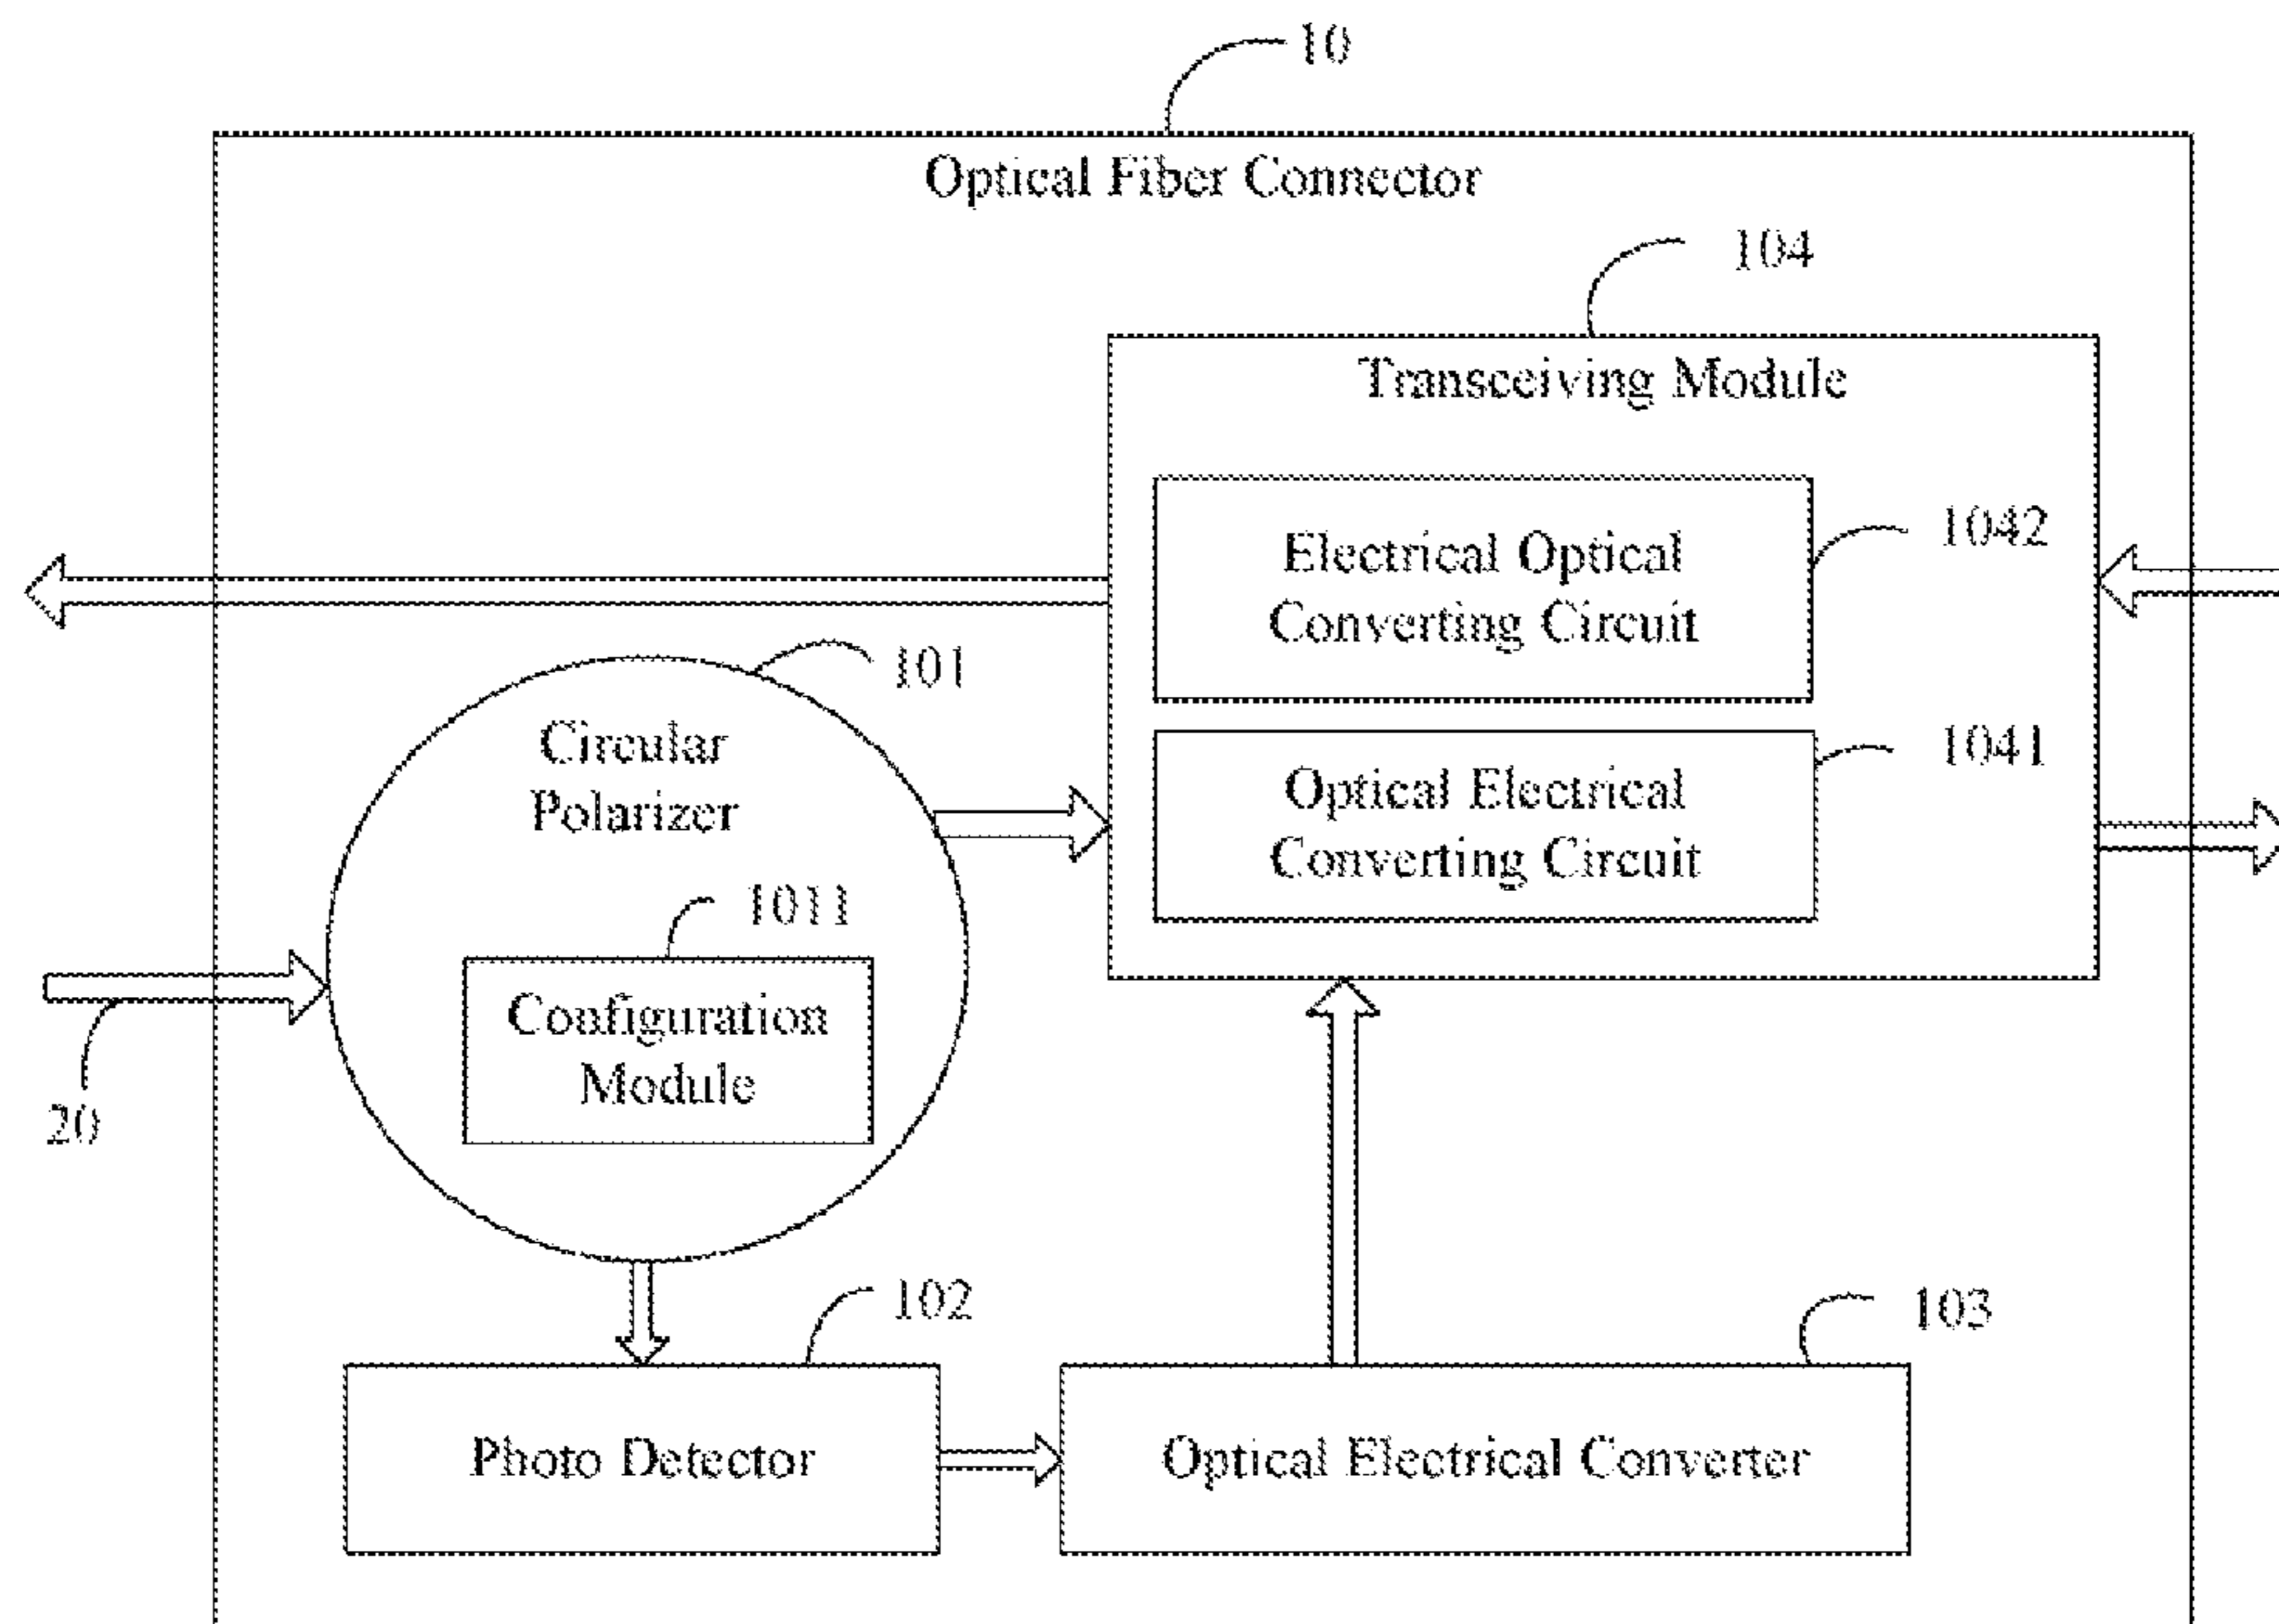 10
Optical Fiber Connector
104
Transceiving Module
Electrical Optical
Converting Circuit
1042
101
Circular
Polarizer
1041
Optical Electrical
Converting Circuit
1011
Configuration
Module
20
102
103
Photo Detector
Optical Electrical Converter